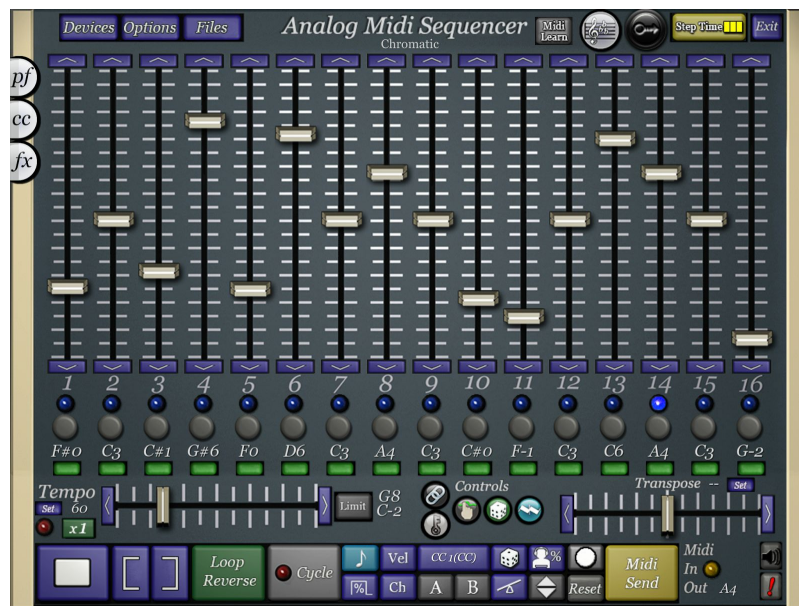 Devices Options Files Analog Midi Sequencer Midi Learn Step Time Exit
Chromatic
pf
cc
fx
1 2 3 4 5 6 7 8 9 10 11 12 13 14 15 16
F#0 C3 C#1 G#6 F0 D6 C3 A4 C3 C#0 F-1 C3 C6 A4 C3 G-2
Tempo
Set 60
x1
Limit
G8
C-2
Controls
Transpose -- Set
Loop
Reverse
Cycle
Vel CC 1(CC) %
% Ch A B Reset
Midi
Send
Midi
In
Out A4
!